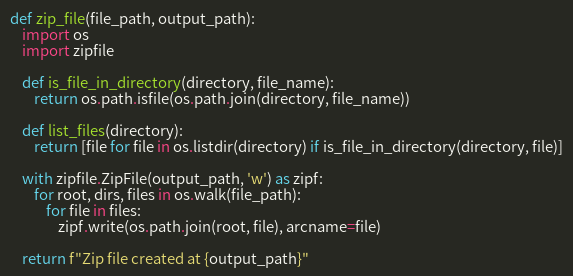 def zip_file(file_path, output_path):
    import os
    import zipfile

    def is_file_in_directory(directory, file_name):
        return os.path.isfile(os.path.join(directory, file_name))

    def list_files(directory):
        return [file for file in os.listdir(directory) if is_file_in_directory(directory, file)]

    with zipfile.ZipFile(output_path, 'w') as zipf:
        for root, dirs, files in os.walk(file_path):
            for file in files:
                zipf.write(os.path.join(root, file), arcname=file)

    return f"Zip file created at {output_path}"